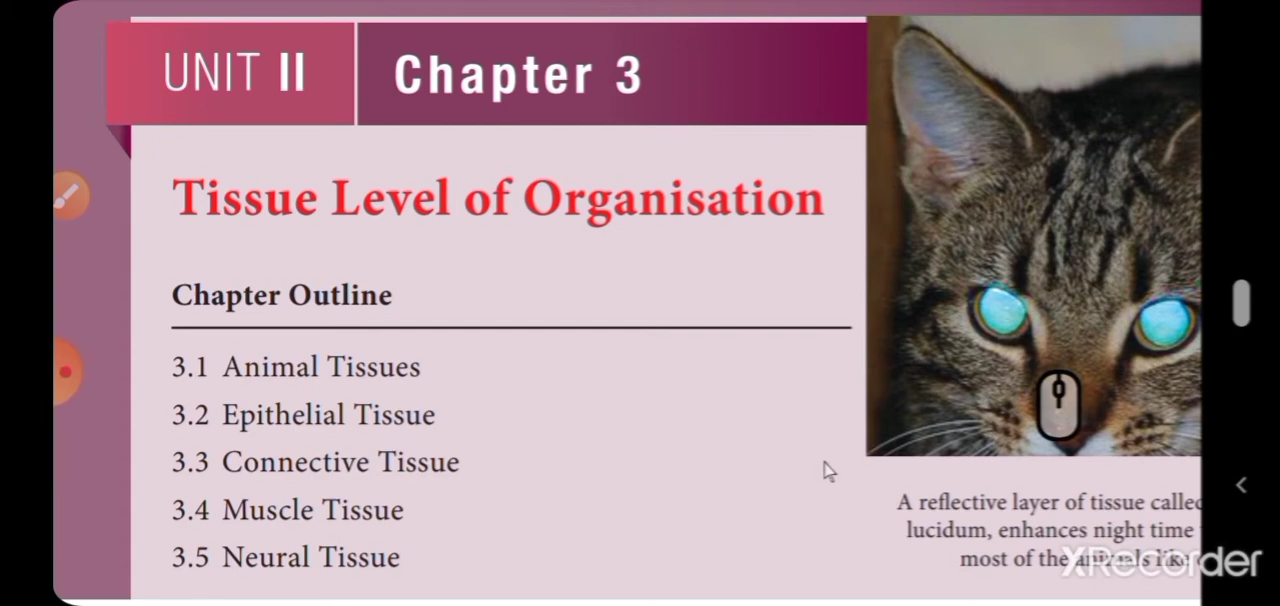 UNIT II
Chapter 3
Tissue Level of Organisation
Chapter Outline
3.1 Animal Tissues
3.2 Epithelial Tissue
3.3 Connective Tissue
3.4 Muscle Tissue
3.5 Neural Tissue
A reflective layer of tissue called
lucidum, enhances night time
most of the animals like
XRecorder